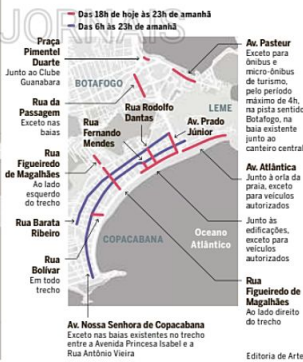 JORNAIS
Das 18h de hoje às 23h de amanhã
Das 6h às 23h de amanhã
Praça
Pimentel
Duarte
Junto ao Clube
Guanabara
Rua da
Passagem
Exceto nas
baias
Rua
Figueiredo
de Magalhães
Ao lado
esquerdo
do trecho
Rua Barata
Ribeiro
Rua
Bolívar
Em todo
trecho
BOTAFOGO
Rua Rodolfo
Dantas
Rua
Fernando
Mendes
LEME
Av. Prado
Júnior
COPACABANA
Oceano
Atlântico
Av. Pasteur
Exceto para
ônibus e
micro-ônibus
de turismo,
pelo período
máximo de 4h,
na pista sentido
Botafogo, na
baia existente
junto ao
canteiro central
Av. Atlântica
Junto à orla da
praia, exceto
para veículos
autorizados
Junto às
edificações,
exceto para
veículos
autorizados
Rua
Figueiredo de
Magalhães
Ao lado direito
do trecho
Av. Nossa Senhora de Copacabana
Exceto nas baias existentes no trecho
entre a Avenida Princesa Isabel e a
Rua Antônio Vieira
Editoria de Arte